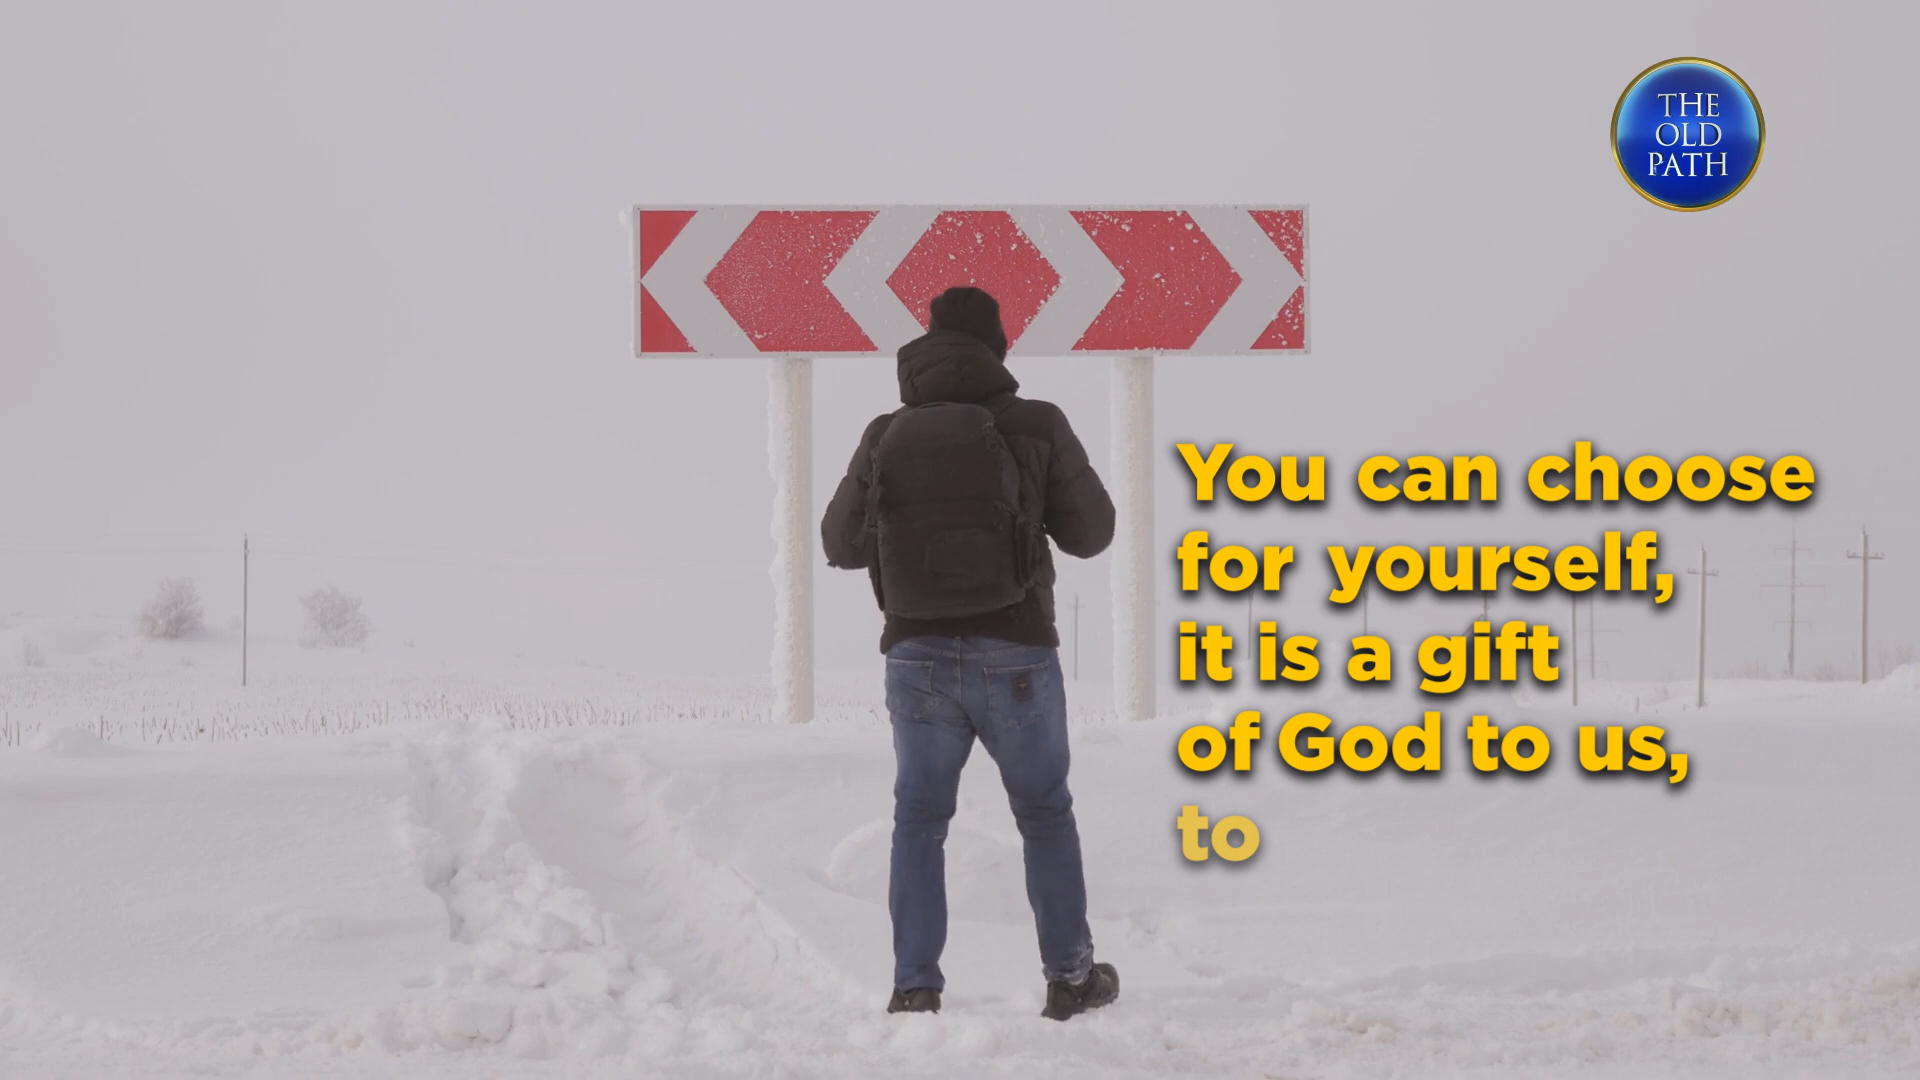 THE
OLD
PATH
You can choose
for yourself,
it is a gift
of God to us,
to